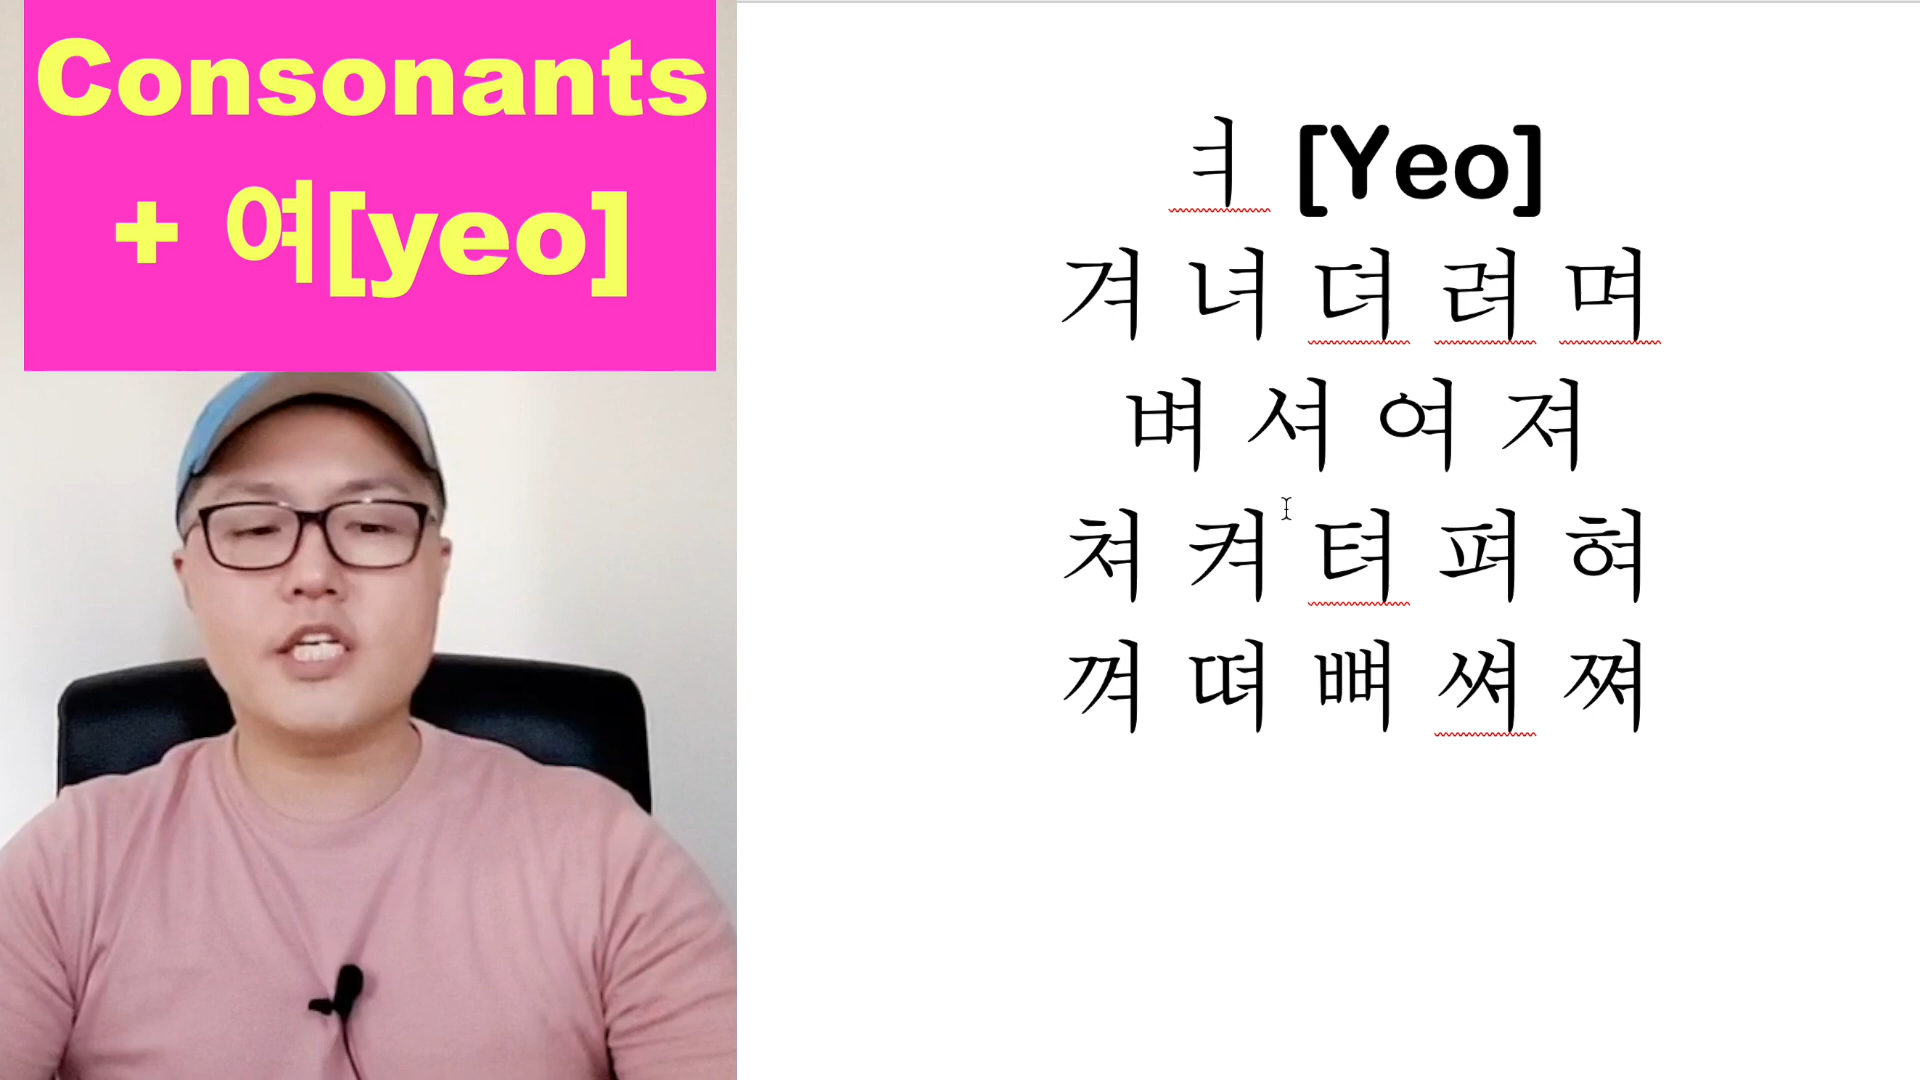 Consonants
+ 여[yeo]
ㅕ [Yeo]
겨 녀 뎌 려 며
벼 셔 여 져
쳐 켜 텨 펴 혀
껴 뗘 뼈 쎠 쪄